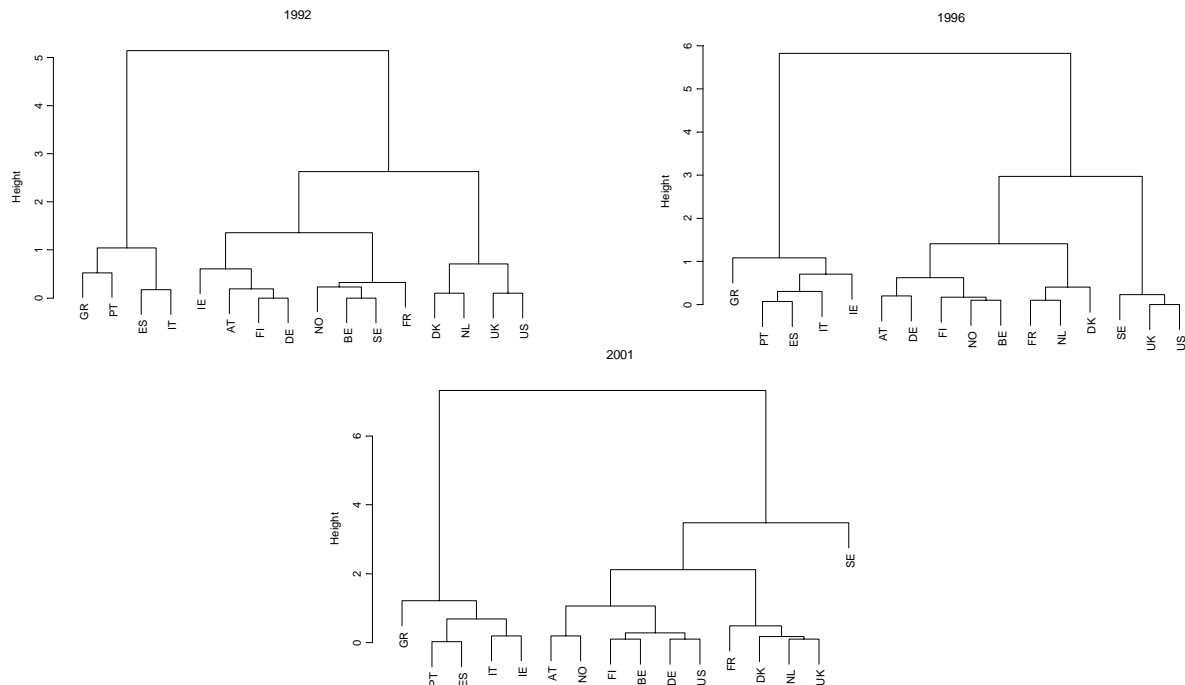 1992
Height
5
4
3
2
1
0
GR
PT
ES
IT
IE
AT
FI
DE
NO
BE
SE
FR
DK
NL
UK
US
1996
Height
6
5
4
3
2
1
0
GR
PT
ES
IT
IE
AT
DE
FI
NO
BE
FR
NL
DK
SE
UK
US
2001
Height
6
4
2
0
GR
PT
ES
IT
IE
AT
NO
FI
BE
DE
US
FR
DK
NL
UK
SE